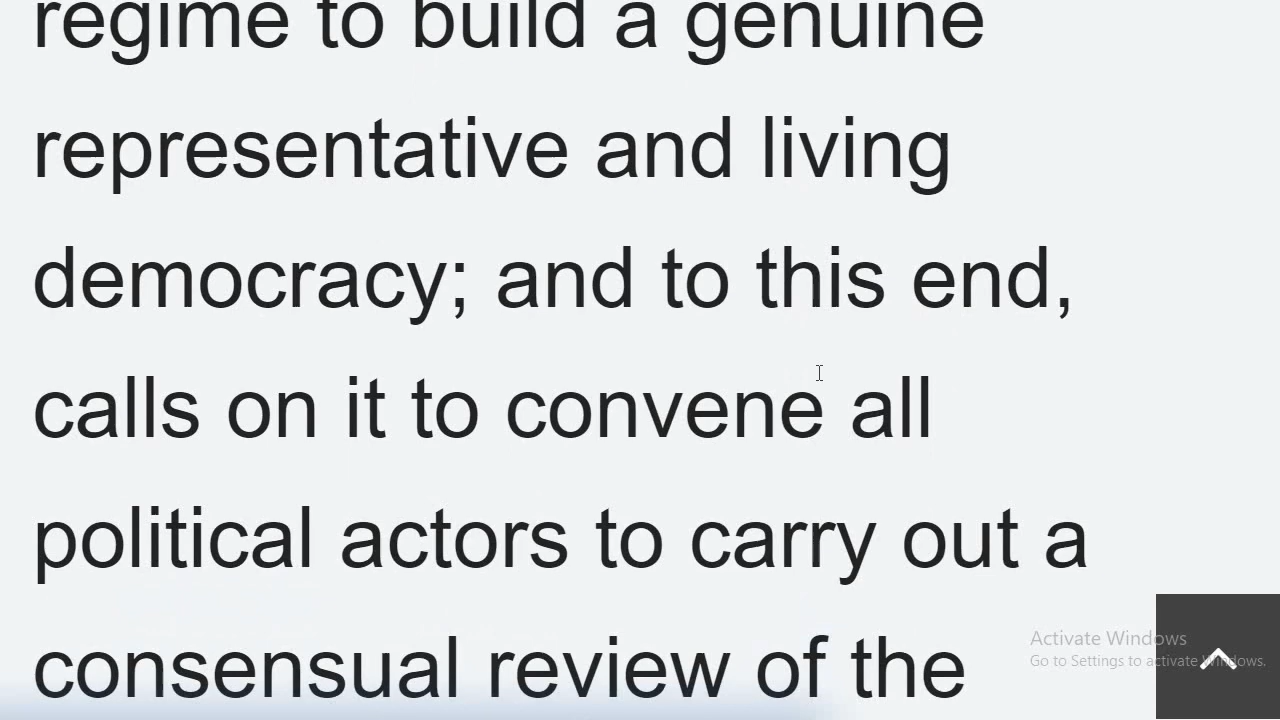 regime to build a genuine
representative and living
democracy; and to this end,
calls on it to convene all
political actors to carry out a
consensual review of the
Activate Windows
Go to Settings to activate Windows.